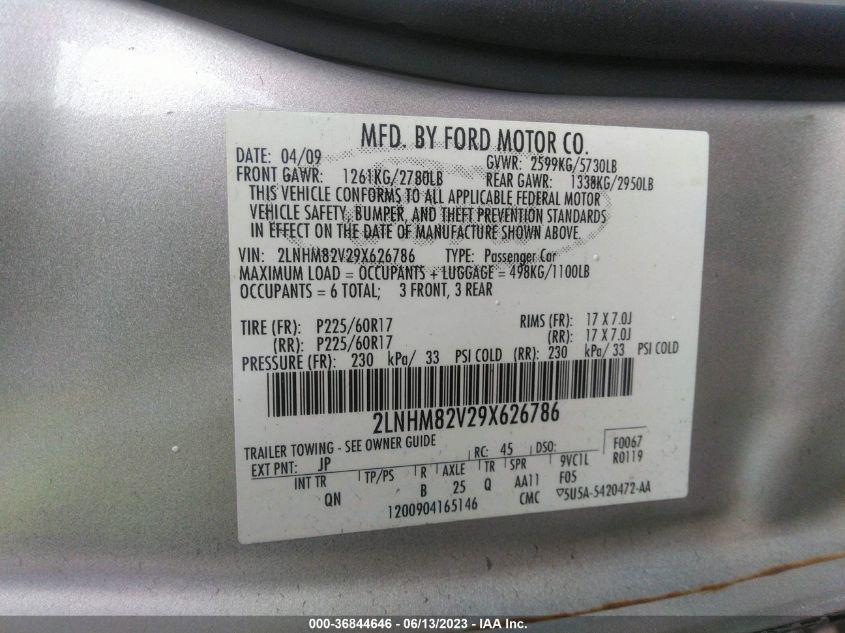 MFD. BY FORD MOTOR CO.
DATE: 04/09 GVWR: 2599KG/5730LB
FRONT GAWR: 1261KG/2780LB REAR GAWR: 1338KG/2950LB
THIS VEHICLE CONFORMS TO ALL APPLICABLE FEDERAL MOTOR
VEHICLE SAFETY, BUMPER, AND THEFT PREVENTION STANDARDS
IN EFFECT ON THE DATE OF MANUFACTURE SHOWN ABOVE.
VIN: 2LNHM82V29X626786 TYPE: Passenger Car
MAXIMUM LOAD = OCCUPANTS + LUGGAGE = 498KG/1100LB
OCCUPANTS = 6 TOTAL; 3 FRONT, 3 REAR
TIRE (FR): P225/60R17 RIMS (FR): 17 X 7.0J
(RR): P225/60R17 (RR): 17 X 7.0J
PRESSURE (FR): 230 kPa/ 33 PSI COLD (RR): 230 kPa/ 33 PSI COLD
2LNHM82V29X626786
TRAILER TOWING - SEE OWNER GUIDE
F0067
EXT PNT: JP RC: 45 DSO: R0119
INT TR TP/PS R AXLE TR SPR 9VC1L
QN B 25 Q AA11 F05
1200904165146 CMC ▽5U5A-5420472-AA
000-36844646 - 06/13/2023 - IAA Inc.